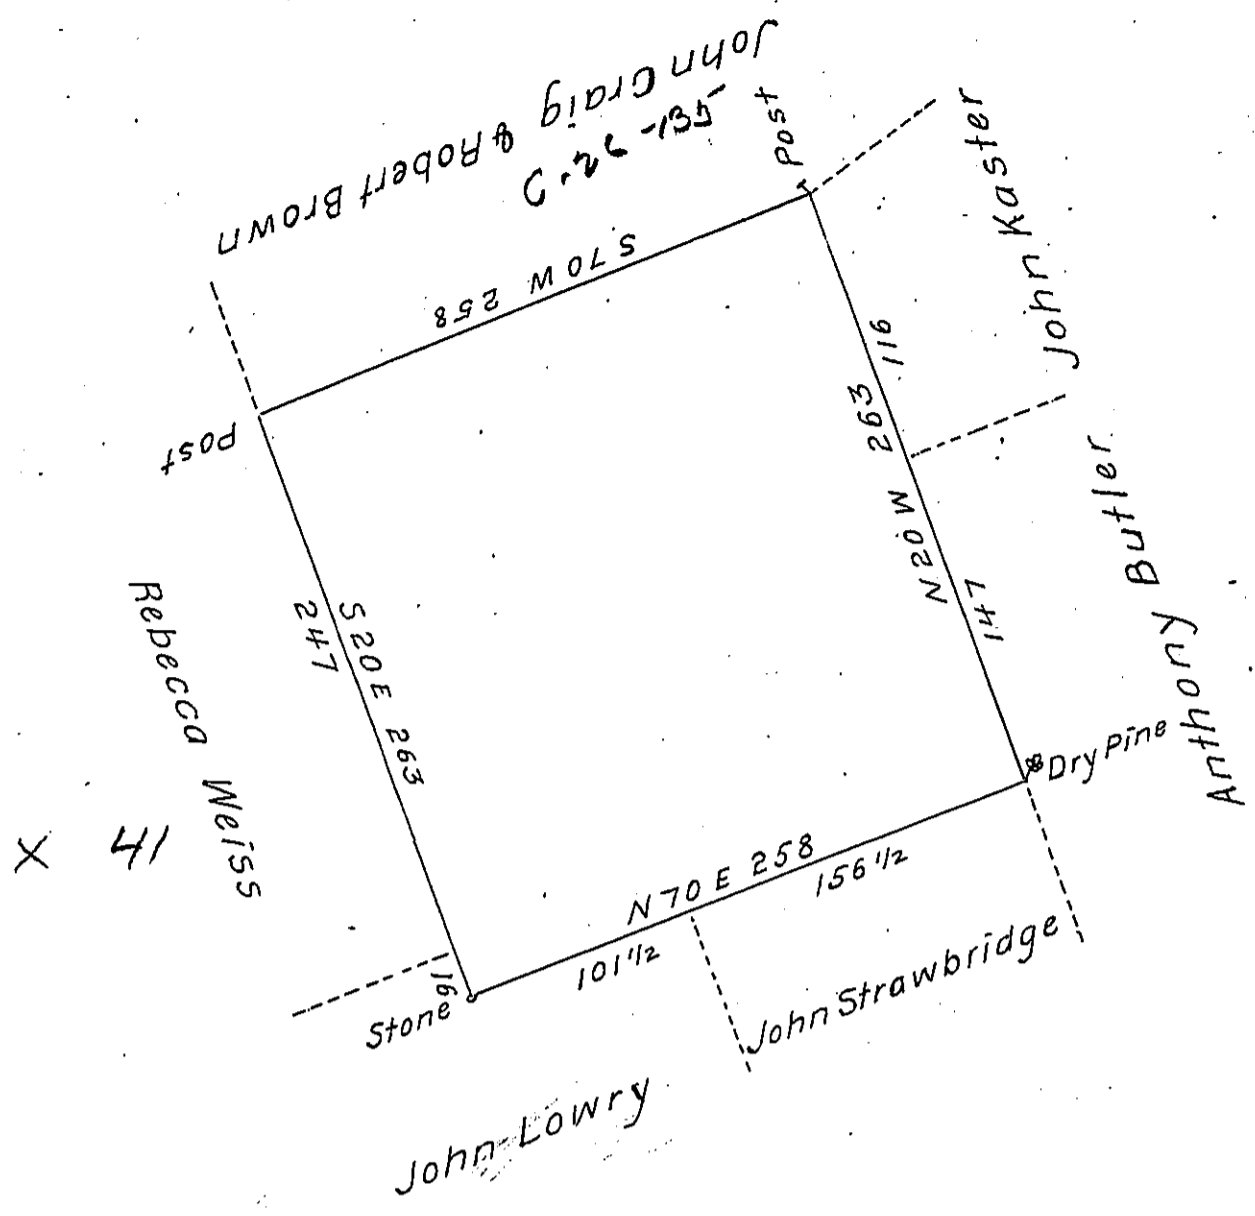 John Craig & Robert Brown
Post
John Kaster
S 70 W 258
116
N 20 W 263
147
Anthony Butler
Post
Rebecca Weiss
247
S 20 E 263
16
X 41
Dry Pine
N 70 E 258
101 1/2
156 1/2
Stone
John Strawbridge
John Lowry